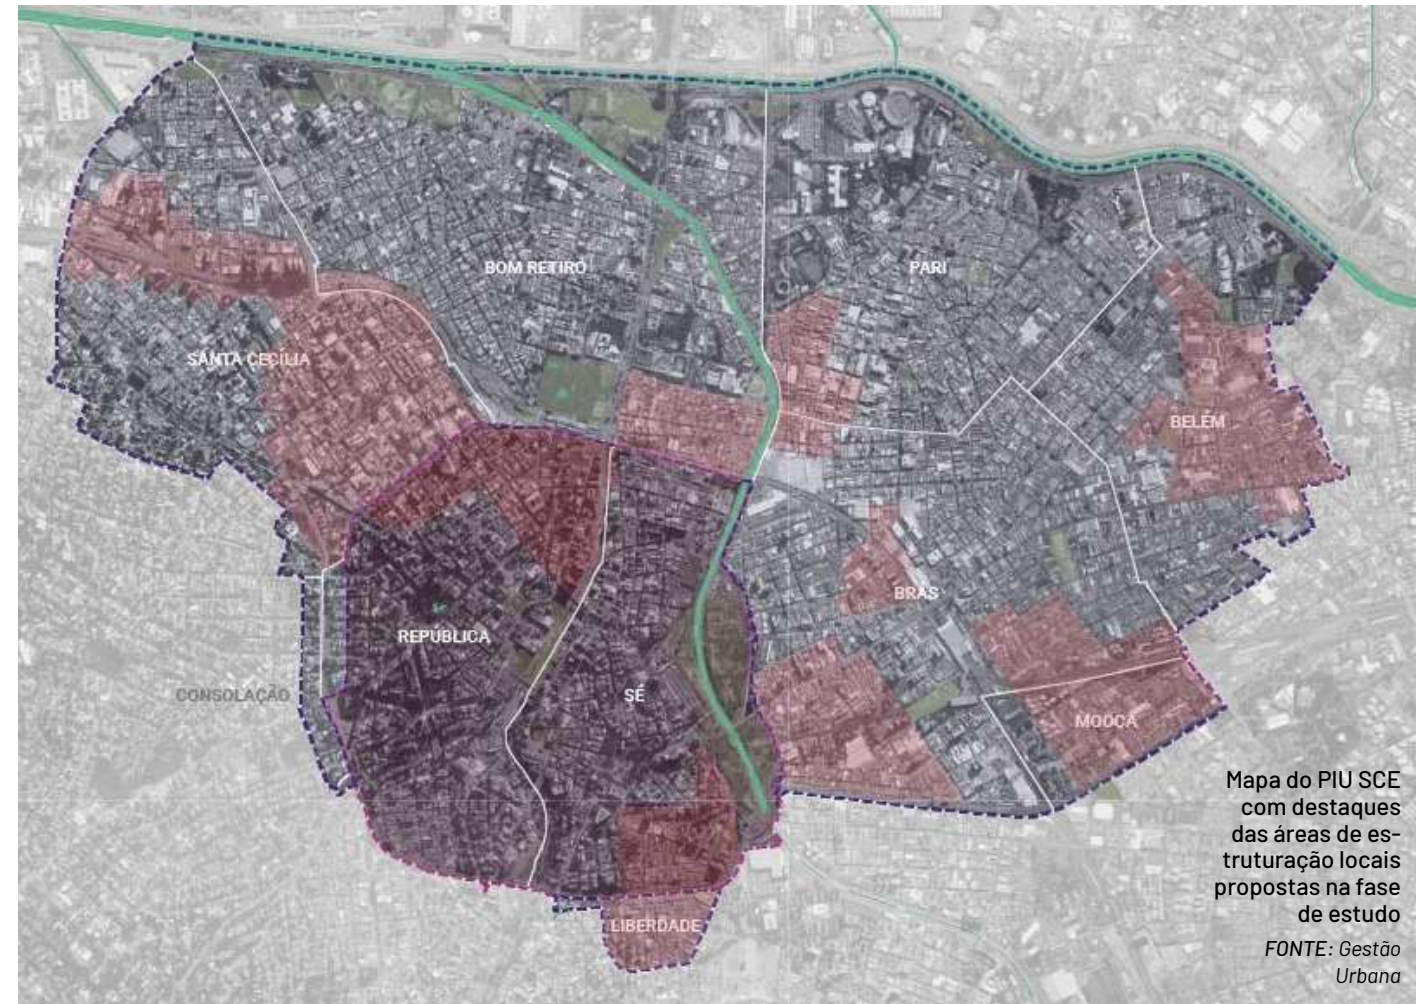 BOM RETIRO
PARI
SANTA CECÍLIA
BELÉM
BRÁS
REPÚBLICA
SÉ
CONSOLAÇÃO
MOOCA
LIBERDADE
Mapa do PIU SCE
com destaques
das áreas de es-
truturação locais
propostas na fase
de estudo
FONTE: Gestão
Urbana